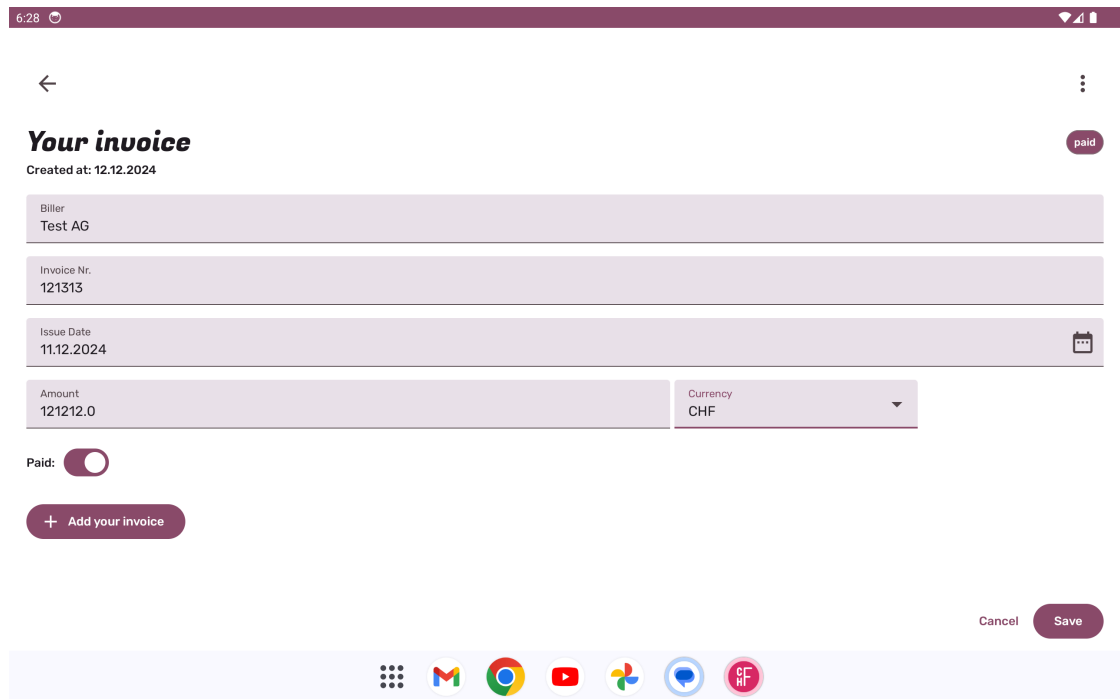 6:28
Your invoice
paid
Created at: 12.12.2024
Biller
Test AG
Invoice Nr.
121313
Issue Date
11.12.2024
Amount
121212.0
Currency
CHF
Paid:
Add your invoice
Cancel
Save